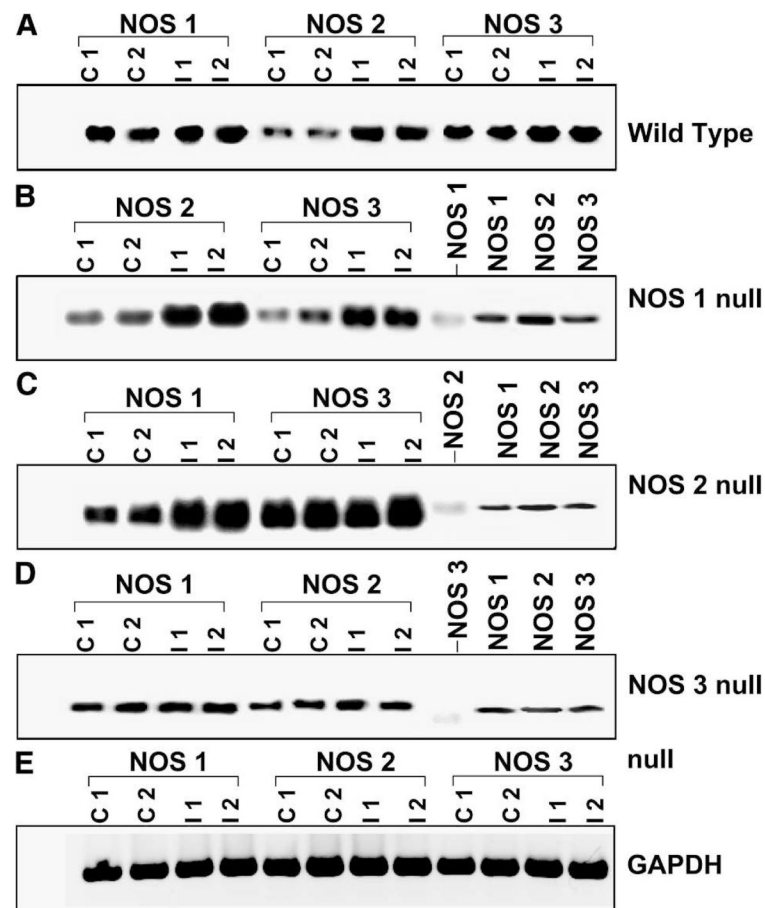 A NOS 1 NOS 2 NOS 3
C 1 C 2 I 1 I 2 C 1 C 2 I 1 I 2 C 1 C 2 I 1 I 2
Wild Type
B NOS 2 NOS 3
C 1 C 2 I 1 I 2 C 1 C 2 I 1 I 2 –NOS 1 NOS 1 NOS 2 NOS 3
NOS 1 null
C NOS 1 NOS 3
C 1 C 2 I 1 I 2 C 1 C 2 I 1 I 2 –NOS 2 NOS 1 NOS 2 NOS 3
NOS 2 null
D NOS 1 NOS 2
C 1 C 2 I 1 I 2 C 1 C 2 I 1 I 2 –NOS 3 NOS 1 NOS 2 NOS 3
NOS 3 null
null
E NOS 1 NOS 2 NOS 3
C 1 C 2 I 1 I 2 C 1 C 2 I 1 I 2 C 1 C 2 I 1 I 2
GAPDH